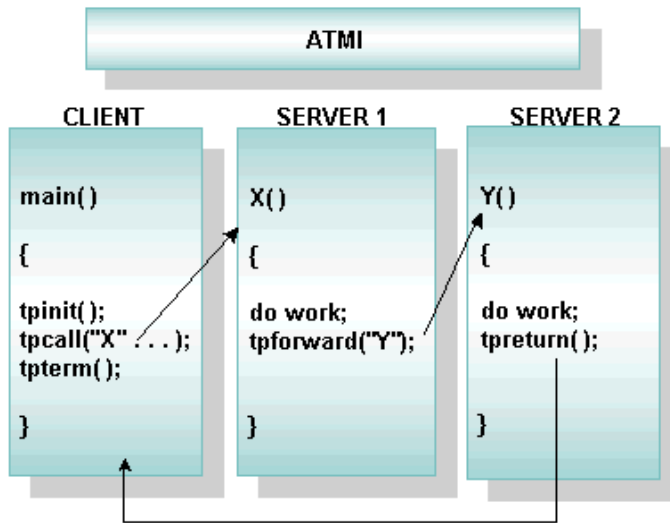 ATMI
CLIENT
main()
{
tpinit();
tpcall("X" . . .);
tpterm();
}
SERVER 1
X()
{
do work;
tpforward("Y");
}
SERVER 2
Y()
{
do work;
tpreturn();
}